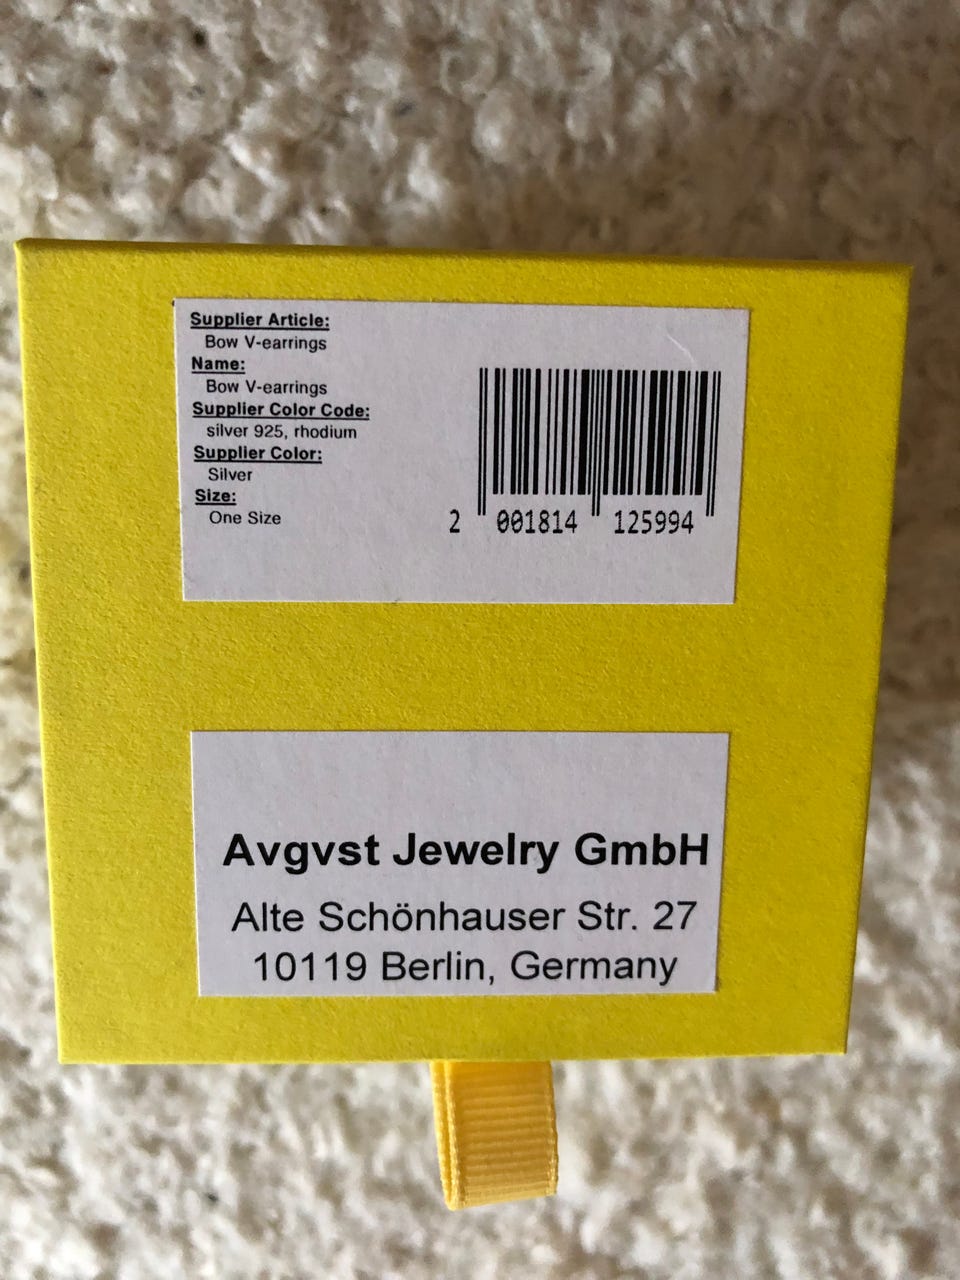 Supplier Article:
Bow V-earrings
Name:
Bow V-earrings
Supplier Color Code:
silver 925, rhodium
Supplier Color:
Silver
Size:
One Size
2 001814 125994
Avgvst Jewelry GmbH
Alte Schönhauser Str. 27
10119 Berlin, Germany